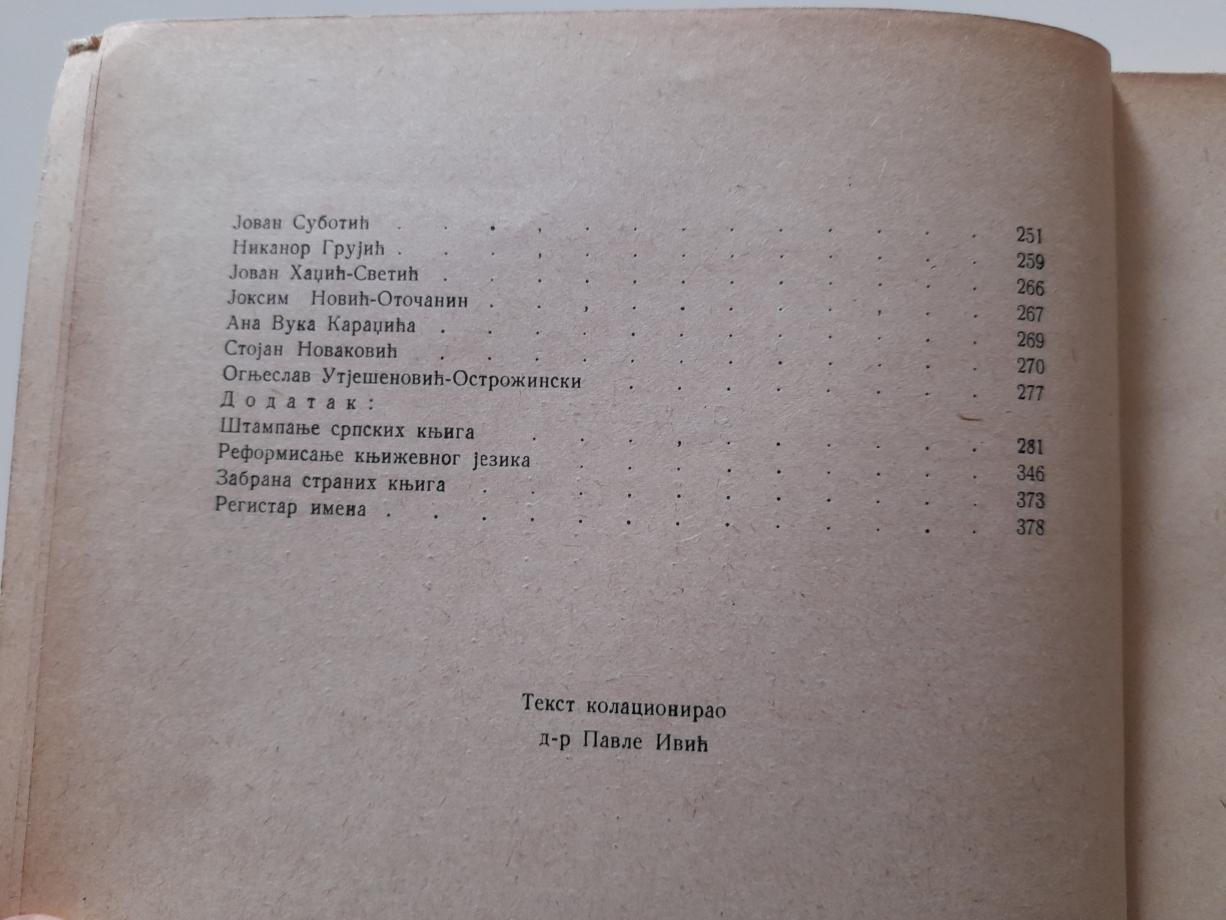 Јован Суботић . . . . . . . . . . . . . 251
Никанор Грујић . . . . . . . . . . . . . 259
Јован Хаџић-Светић . . . . . . . . . . . . 266
Јоксим Новић-Оточанин . . . . . . . . . . . 267
Ана Вука Караџића . . . . . . . . . . . . 269
Стојан Новаковић . . . . . . . . . . . . 270
Огњеслав Утјешеновић-Острожински . . . . . . . . 277
Додатак:
Штампање српских књига . . . . . . . . . . 281
Реформисање књижевног језика . . . . . . . . . 346
Забрана страних књига . . . . . . . . . . . 373
Регистар имена . . . . . . . . . . . . . 378
Текст колационирао
д-р Павле Ивић